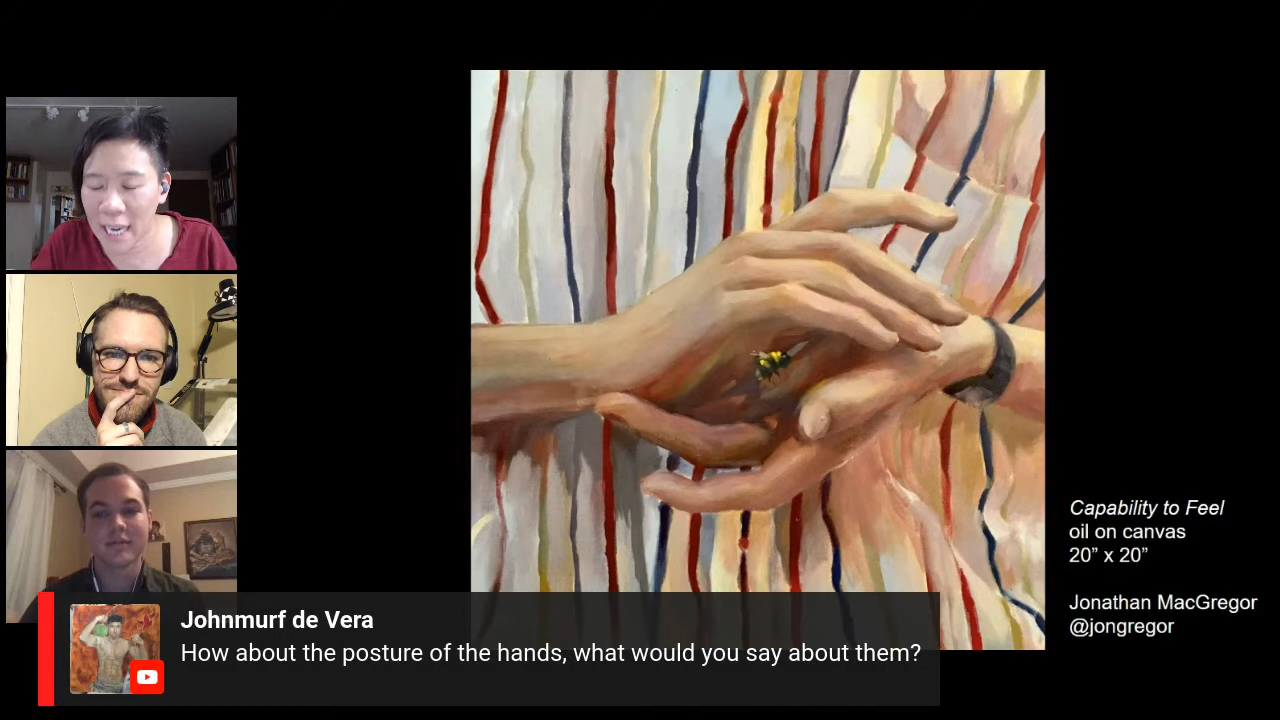 Capability to Feel
oil on canvas
20” x 20”
Jonathan MacGregor
@jongregor
Johnmurf de Vera
How about the posture of the hands, what would you say about them?